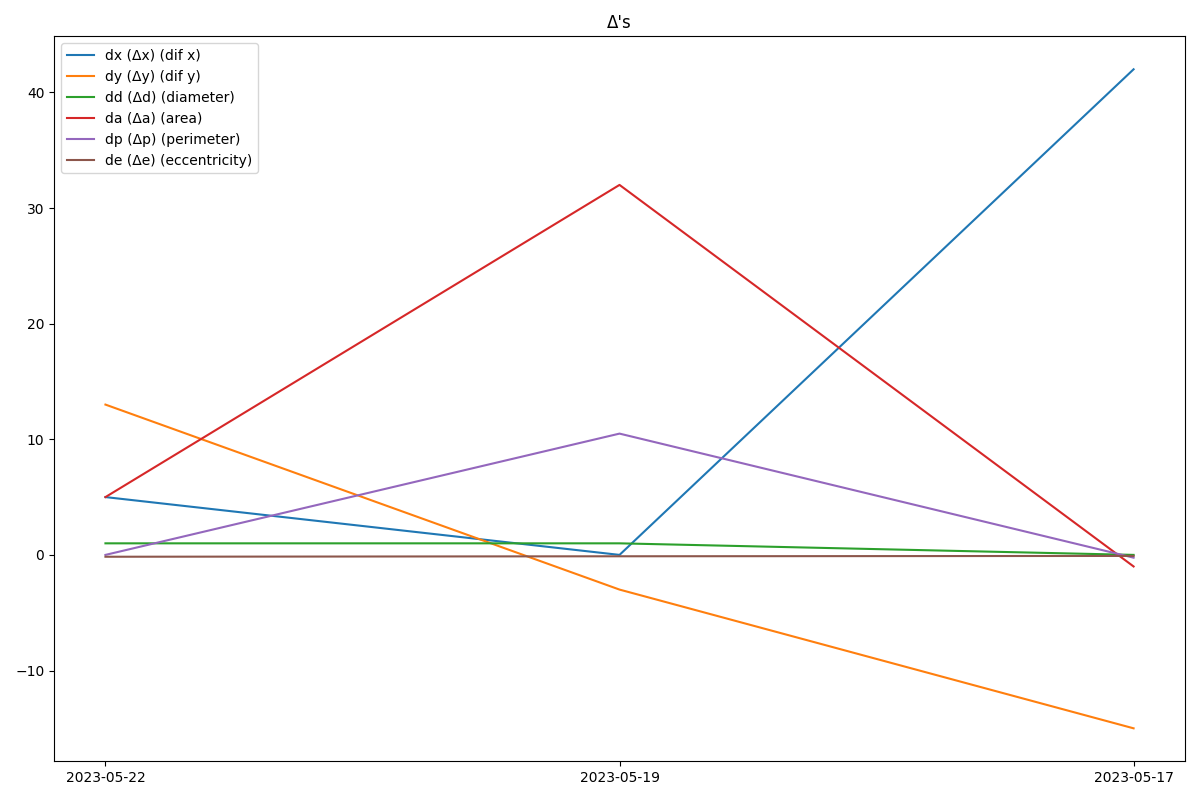 Δ's
dx (Δx) (dif x)
dy (Δy) (dif y)
dd (Δd) (diameter)
da (Δa) (area)
dp (Δp) (perimeter)
de (Δe) (eccentricity)
40
30
20
10
0
−10
2023-05-22
2023-05-19
2023-05-17